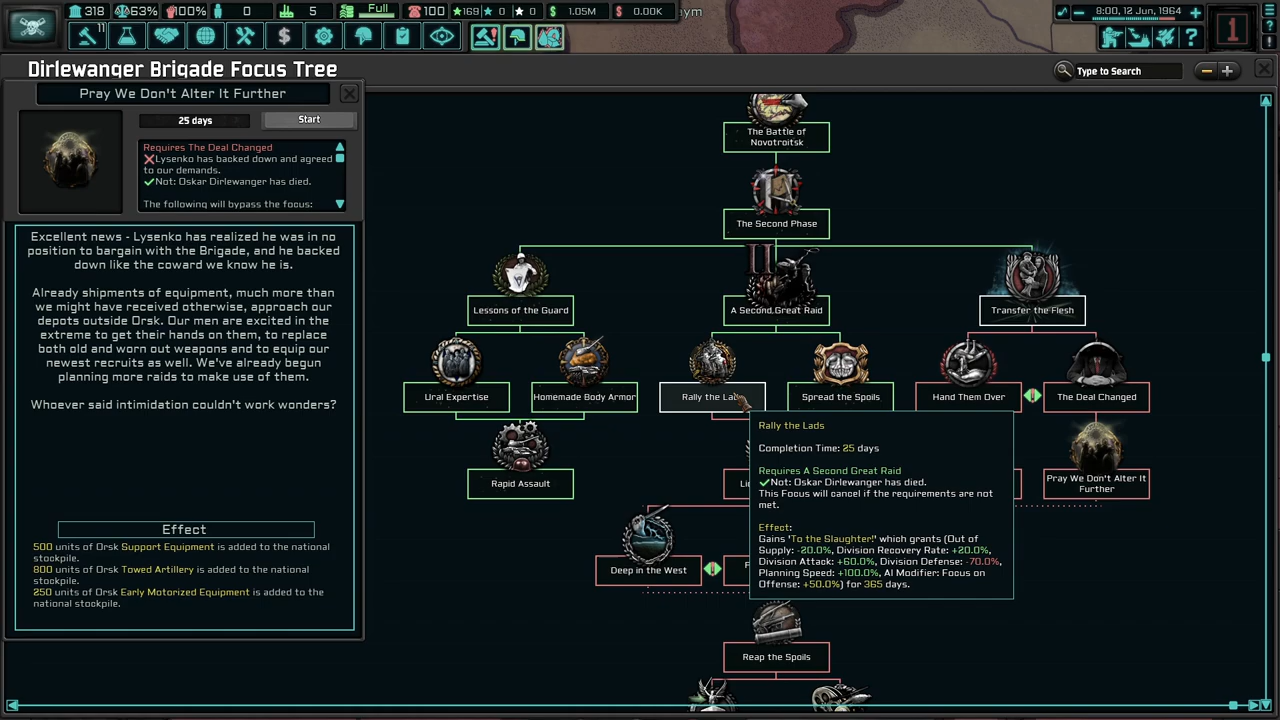 318 63% 100% 0 5 Full 100 169 0 0 1.05M 0.00K
8:00, 12 Jun, 1964
11
1
Dirlewanger Brigade Focus Tree
Type to Search
Pray We Don't Alter It Further
25 days
Start
Requires The Deal Changed
Lysenko has backed down and agreed
to our demands.
Not: Oskar Dirlewanger has died.
The following will bypass the focus:
Excellent news - Lysenko has realized he was in no
position to bargain with the Brigade, and he backed
down like the coward we know he is.
Already shipments of equipment, much more than
we might have received otherwise, approach our
depots outside Orsk. Our men are excited in the
extreme to get their hands on them, to replace
both old and worn out weapons and to equip our
newest recruits as well. We've already begun
planning more raids to make use of them.
Whoever said intimidation couldn't work wonders?
Effect
500 units of Orsk Support Equipment is added to the national
stockpile.
800 units of Orsk Towed Artillery is added to the national
stockpile.
250 units of Orsk Early Motorized Equipment is added to the
national stockpile.
The Battle of
Novotroitsk
The Second Phase
Lessons of the Guard
II
A Second Great Raid
Transfer the Flesh
Ural Expertise
Homemade Body Armor
Rally the Lads
Spread the Spoils
Hand Them Over
The Deal Changed
Rapid Assault
Pray We Don't Alter It
Further
Deep in the West
Reap the Spoils
Rally the Lads
Completion Time: 25 days
Requires A Second Great Raid
Not: Oskar Dirlewanger has died.
This Focus will cancel if the requirements are not
met.
Effect:
Gains 'To the Slaughter!' which grants (Out of
Supply: -20.0%, Division Recovery Rate: +20.0%,
Division Attack: +60.0%, Division Defense: -70.0%,
Planning Speed: +100.0%, AI Modifier: Focus on
Offense: +50.0%) for 365 days.